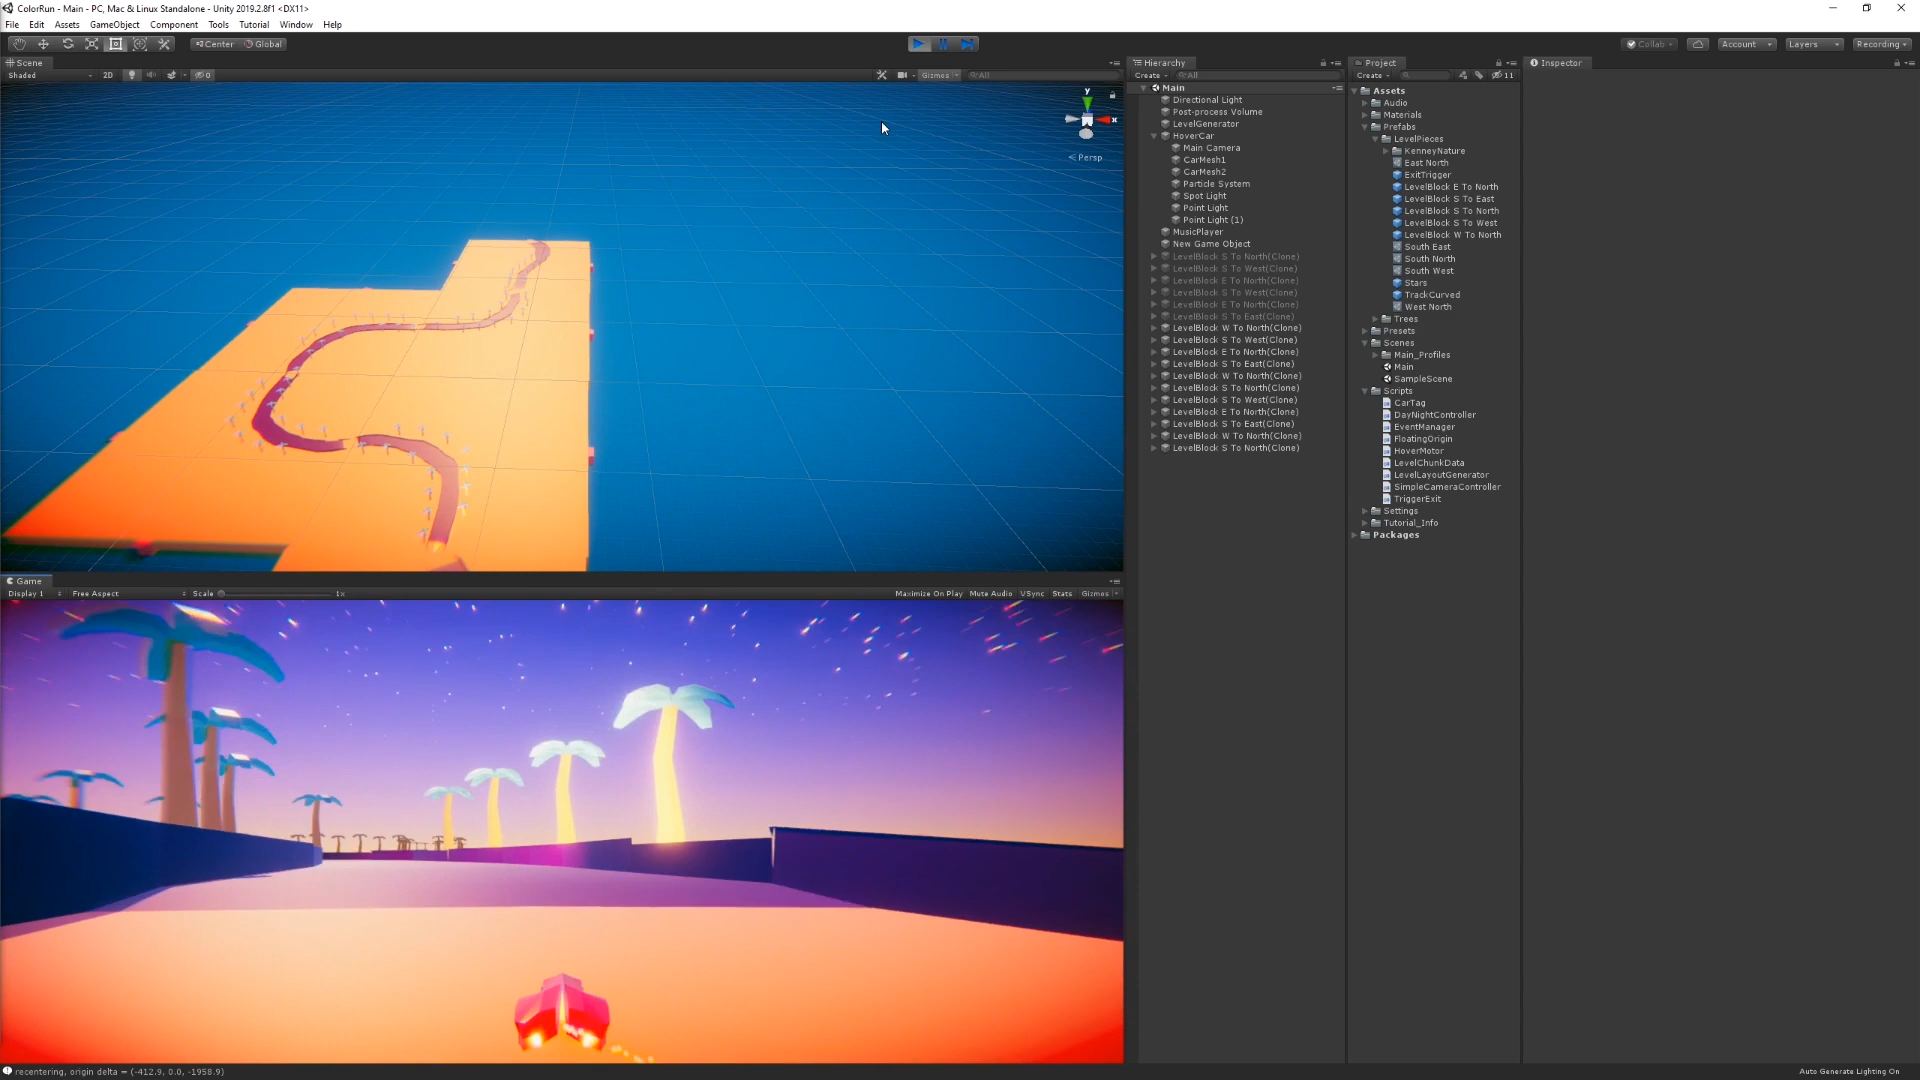 ColorRun - Main - PC, Mac & Linux Standalone - Unity 2019.2.8f1 <DX11>
File Edit Assets GameObject Component Tools Tutorial Window Help
Center Global
Collab Account Layers Recording
Scene
Shaded 2D 0 Gizmos All
y
x
Persp
Game
Display 1 Free Aspect Scale 1x Maximize On Play Mute Audio VSync Stats Gizmos
Hierarchy
Create All
Main
Directional Light
Post-process Volume
LevelGenerator
HoverCar
Main Camera
CarMesh1
CarMesh2
Particle System
Spot Light
Point Light
Point Light (1)
MusicPlayer
New Game Object
LevelBlock S To North(Clone)
LevelBlock S To West(Clone)
LevelBlock E To North(Clone)
LevelBlock S To West(Clone)
LevelBlock E To North(Clone)
LevelBlock S To East(Clone)
LevelBlock W To North(Clone)
LevelBlock S To West(Clone)
LevelBlock E To North(Clone)
LevelBlock S To East(Clone)
LevelBlock W To North(Clone)
LevelBlock S To North(Clone)
LevelBlock S To West(Clone)
LevelBlock E To North(Clone)
LevelBlock S To East(Clone)
LevelBlock W To North(Clone)
LevelBlock S To North(Clone)
Project
Create 11
Assets
Audio
Materials
Prefabs
LevelPieces
KenneyNature
East North
ExitTrigger
LevelBlock E To North
LevelBlock S To East
LevelBlock S To North
LevelBlock S To West
LevelBlock W To North
South East
South North
South West
Stars
TrackCurved
West North
Trees
Presets
Scenes
Main_Profiles
Main
SampleScene
Scripts
CarTag
DayNightController
EventManager
FloatingOrigin
HoverMotor
LevelChunkData
LevelLayoutGenerator
SimpleCameraController
TriggerExit
Settings
Tutorial_Info
Packages
Inspector
recentering, origin delta = (-412.9, 0.0, -1958.9)
Auto Generate Lighting On